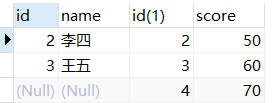 id name id(1) score
2 李四 2 50
3 王五 3 60
(Null) (Null) 4 70